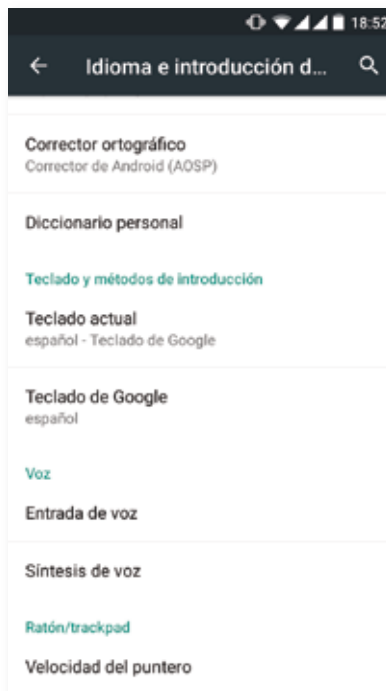 18:52
Idioma e introducción d...
Corrector ortográfico
Corrector de Android (AOSP)
Diccionario personal
Teclado y métodos de introducción
Teclado actual
español - Teclado de Google
Teclado de Google
español
Voz
Entrada de voz
Síntesis de voz
Ratón/trackpad
Velocidad del puntero